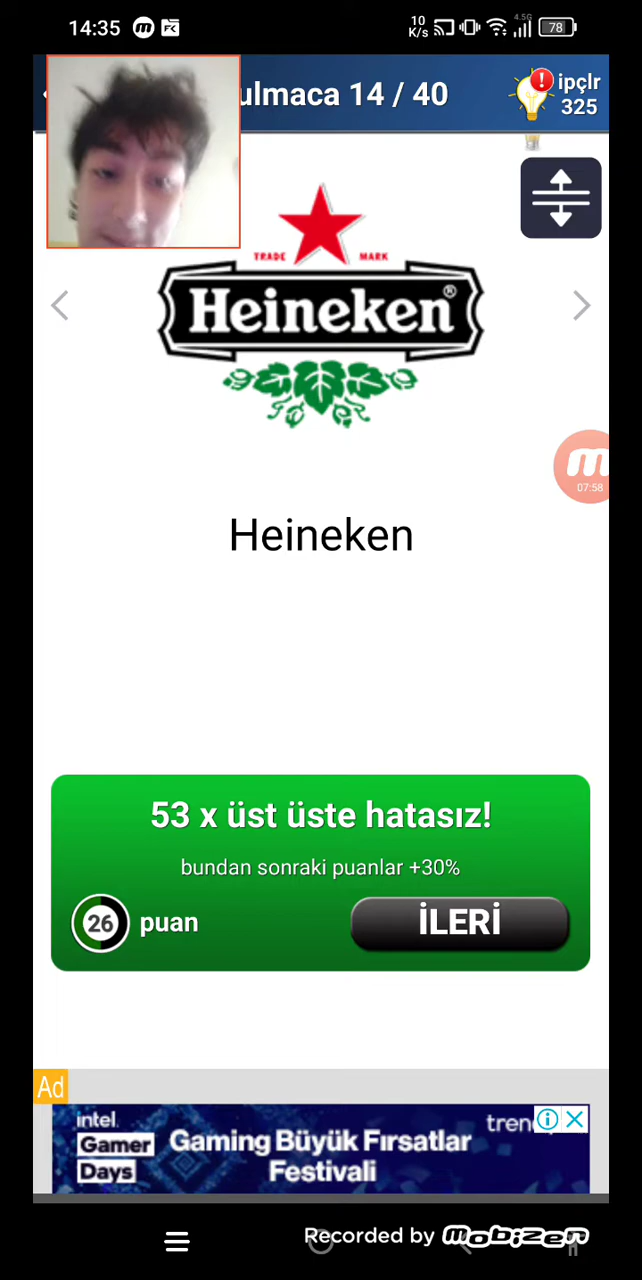 14:35
10
K/s
4.5G
78
ulmaca 14 / 40
ipçlr
325
TRADE MARK
Heineken®
07:58
Heineken
53 x üst üste hatasız!
bundan sonraki puanlar +30%
26 puan
İLERİ
Ad
intel.
Gamer
Days
Gaming Büyük Fırsatlar
Festivali
tren
Recorded by mobizen